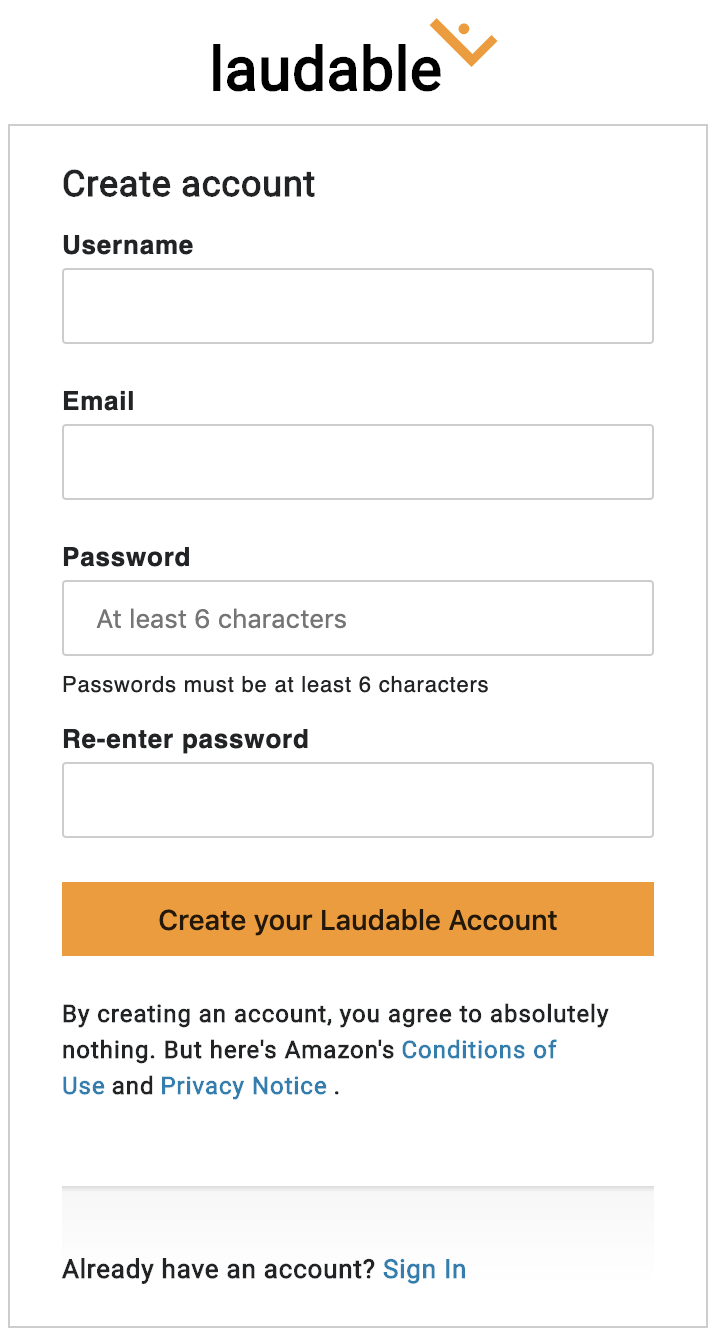 laudable
Create account
Username
Email
Password
At least 6 characters
Passwords must be at least 6 characters
Re-enter password
Create your Laudable Account
By creating an account, you agree to absolutely
nothing. But here's Amazon's Conditions of
Use and Privacy Notice .
Already have an account? Sign In